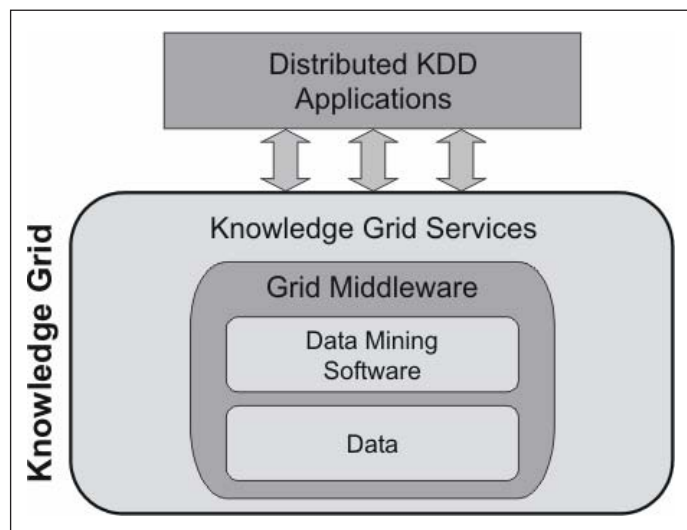 Distributed KDD
Applications
Knowledge Grid
Knowledge Grid Services
Grid Middleware
Data Mining
Software
Data